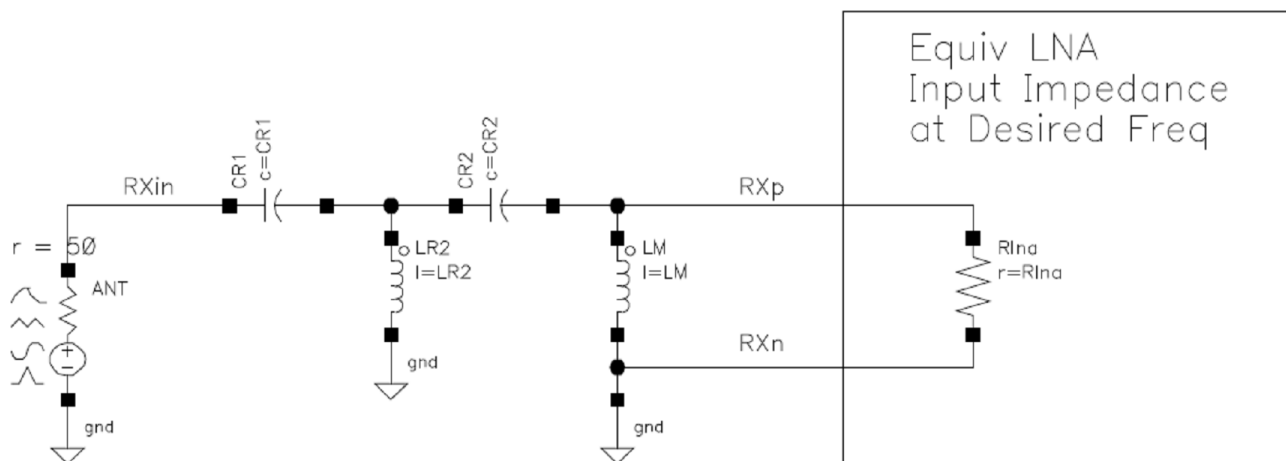 Equiv LNA
Input Impedance
at Desired Freq
CR1
c=CR1
CR2
c=CR2
RXin
RXp
r = 50
ANT
LR2
l=LR2
LM
l=LM
Rlna
r=Rlna
RXn
gnd
gnd
gnd